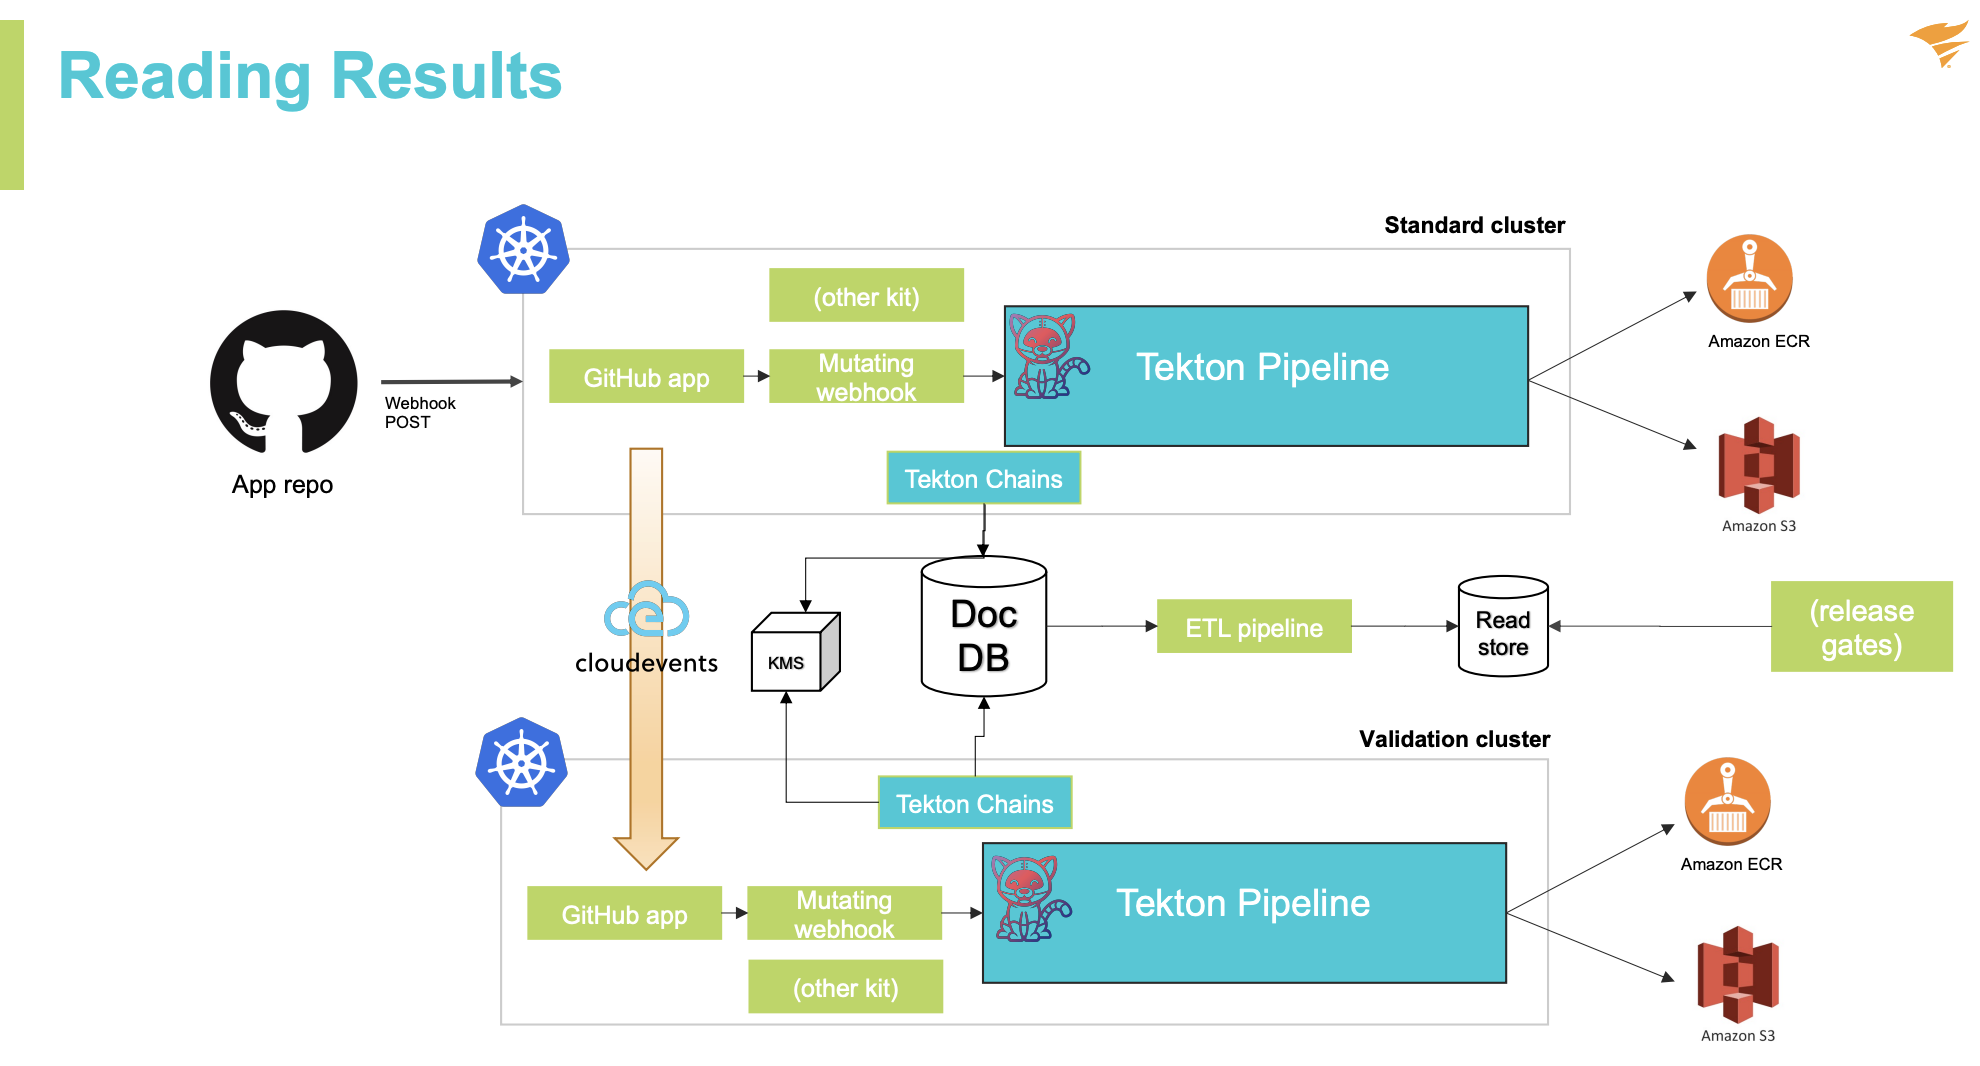 Reading Results
Standard cluster
(other kit)
GitHub app
Mutating
webhook
Tekton Pipeline
Amazon ECR
Webhook
POST
App repo
Tekton Chains
Amazon S3
cloudevents
KMS
Doc
DB
ETL pipeline
Read
store
(release
gates)
Validation cluster
Tekton Chains
Amazon ECR
GitHub app
Mutating
webhook
Tekton Pipeline
(other kit)
Amazon S3